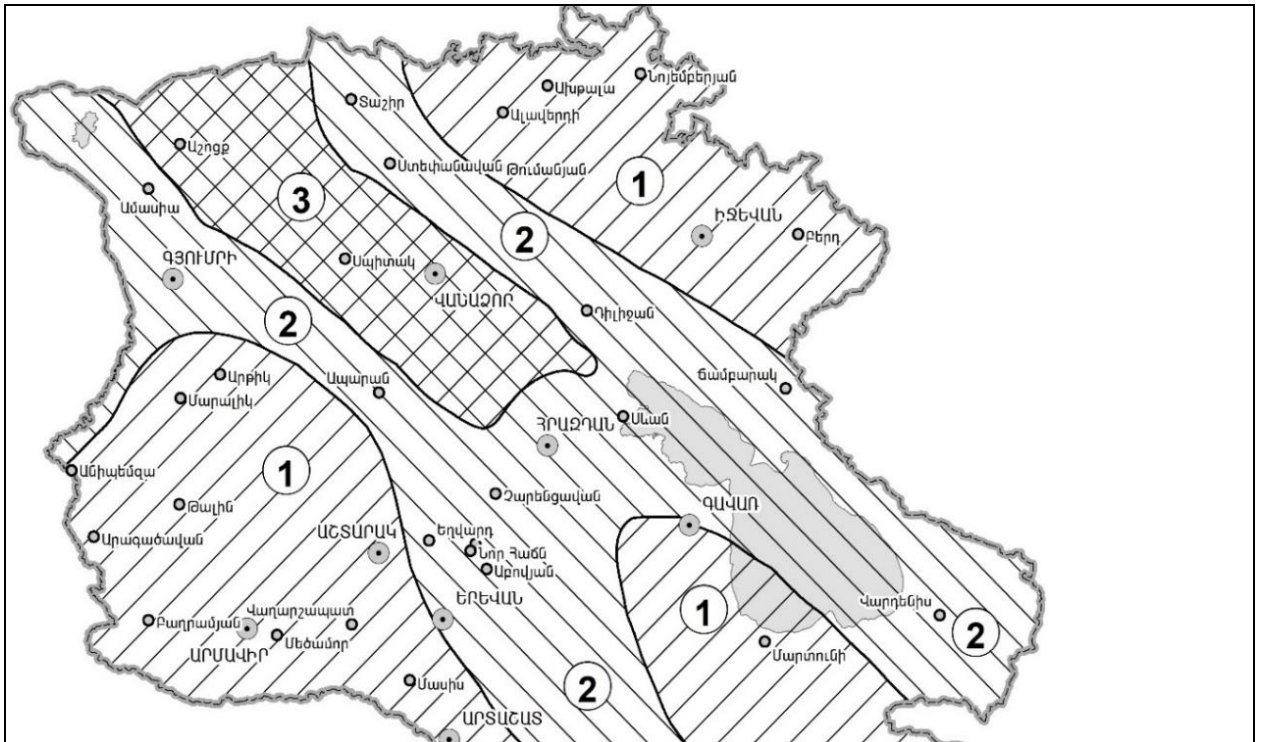 Նոյեմբերյան
Ախթալա
Տաշիր
Ալավերդի
Աշոցք
Ստեփանավան
Թումանյան
1
Ամասիա
3
ԻՋԵՎԱՆ
Բերդ
2
ԳՅՈՒՄՐԻ
Սպիտակ
ՎԱՆԱՁՈՐ
Դիլիջան
2
Արթիկ
Ապարան
Ճամբարակ
Մարալիկ
ՀՐԱԶԴԱՆ
Սևան
Անիպեմզա
1
Չարենցավան
Թալին
ԳԱՎԱՌ
Արագածավան
ԱՇՏԱՐԱԿ
Եղվարդ
Նոր Հաճն
Աբովյան
ԵՐԵՎԱՆ
1
Վարդենիս
Բաղրամյան
Վաղարշապատ
2
Մեծամոր
ԱՐՄԱՎԻՐ
Մարտունի
Մասիս
2
ԱՐՏԱՇԱՏ